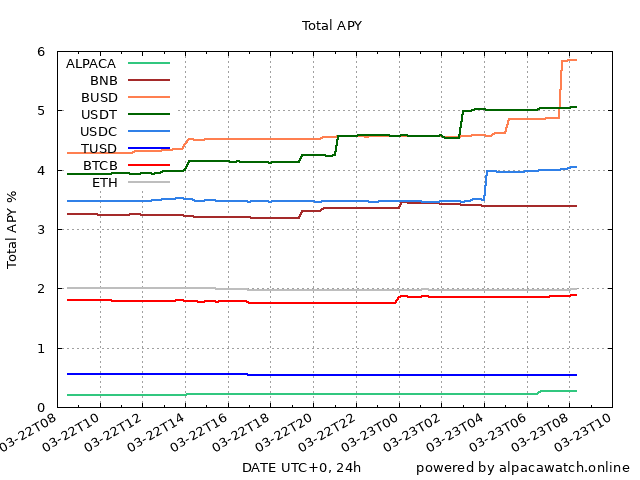 Total APY
Total APY %
6
5
4
3
2
1
0
ALPACA
BNB
BUSD
USDT
USDC
TUSD
BTCB
ETH
03-22T08
03-22T10
03-22T12
03-22T14
03-22T16
03-22T18
03-22T20
03-22T22
03-23T00
03-23T02
03-23T04
03-23T06
03-23T08
03-23T10
DATE UTC+0, 24h
powered by alpacawatch.online